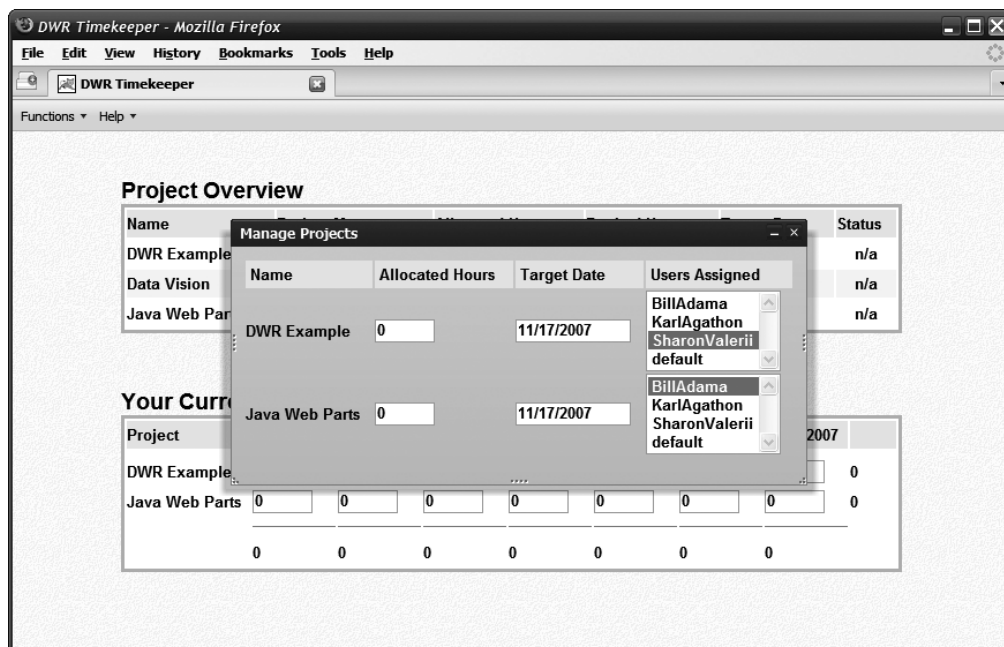 DWR Timekeeper - Mozilla Firefox
File Edit View History Bookmarks Tools Help
DWR Timekeeper
Functions Help
Project Overview
Name Status
DWR Example n/a
Data Vision n/a
Java Web n/a
Manage Projects
Name Allocated Hours Target Date Users Assigned
DWR Example 0 11/17/2007
BillAdama
KarlAgathon
SharonValerii
default
Java Web Parts 0 11/17/2007
BillAdama
KarlAgathon
SharonValerii
default
Your
Project 2007
DWR Example 0
Java Web Parts 0 0 0 0 0 0 0 0
0 0 0 0 0 0 0